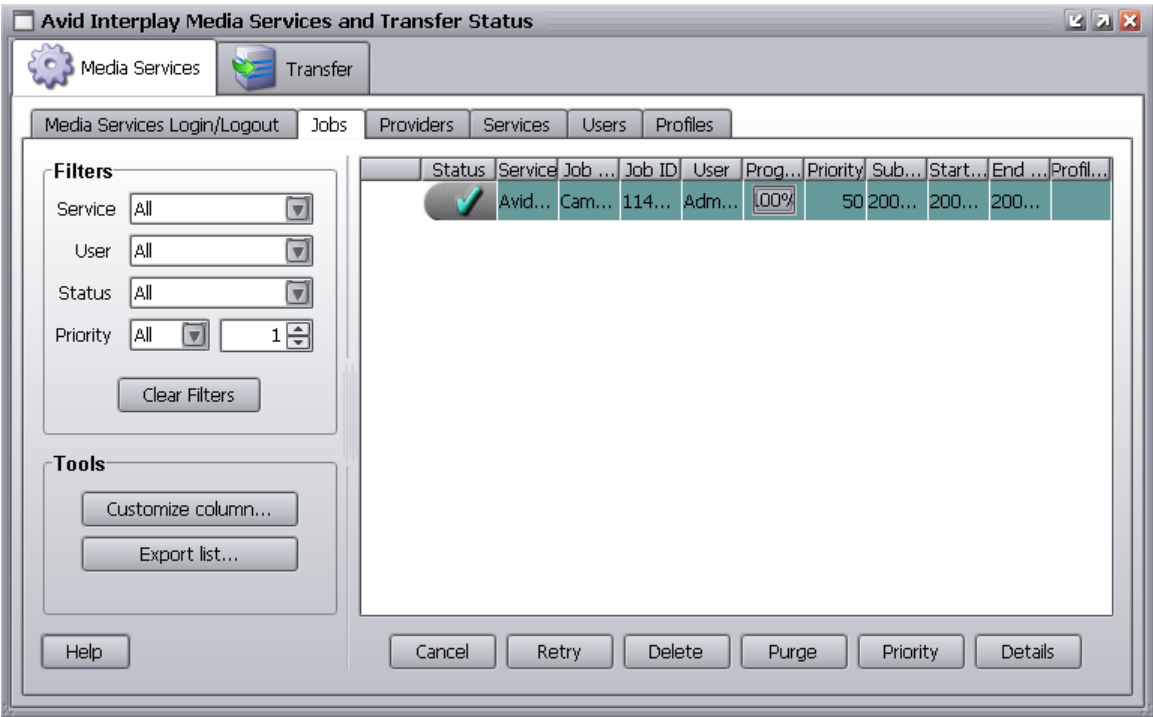 Avid Interplay Media Services and Transfer Status
Media Services Transfer
Media Services Login/Logout Jobs Providers Services Users Profiles
Filters
Service All
User All
Status All
Priority All 1
Clear Filters
Tools
Customize column...
Export list...
Help
Status Service Job ... Job ID User Prog... Priority Sub... Start... End ... Profil...
Avid... Cam... 114... Adm... .00% 50 200... 200... 200...
Cancel Retry Delete Purge Priority Details